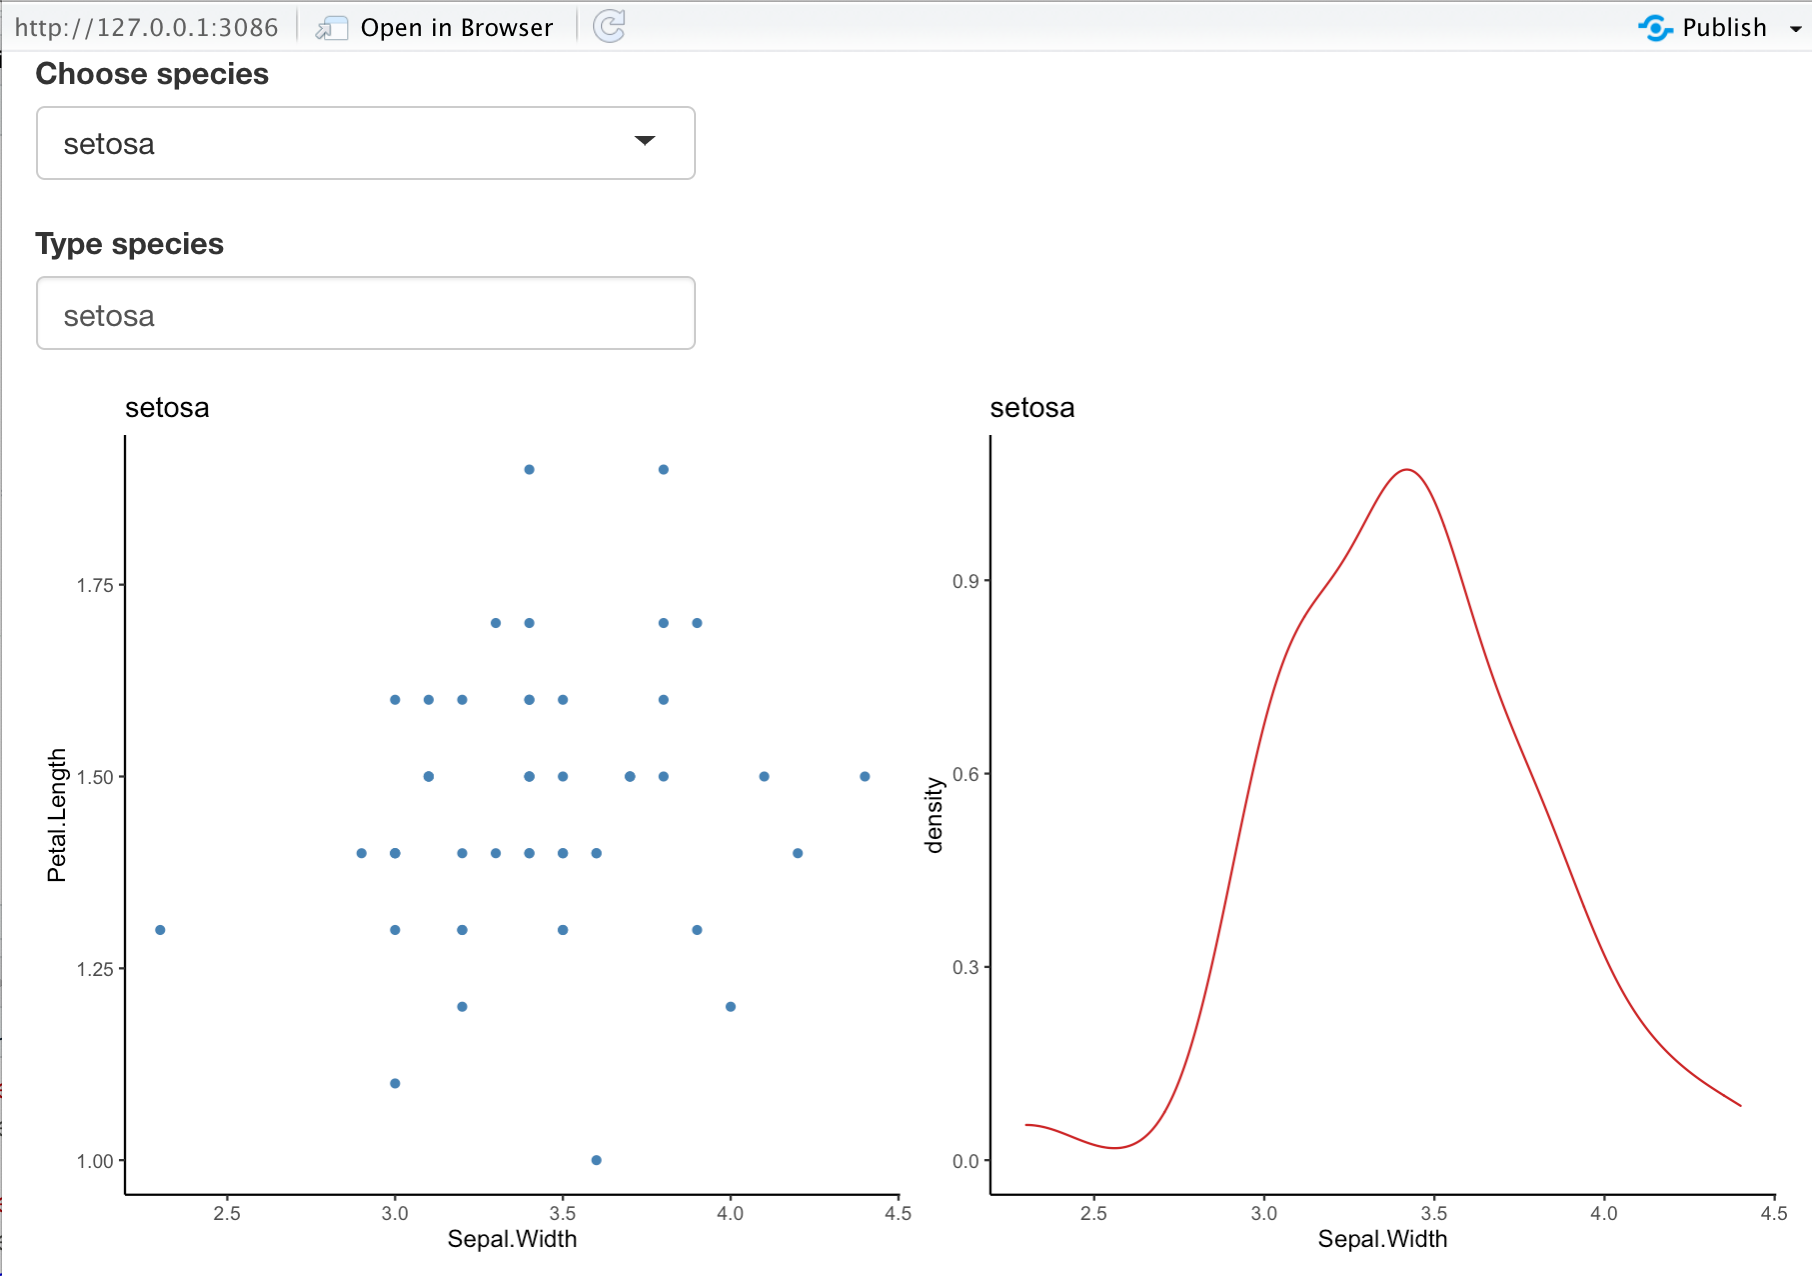 http://127.0.0.1:3086 Open in Browser Publish
Choose species
setosa
Type species
setosa
setosa
1.75
1.50
1.25
1.00
Petal.Length
2.5 3.0 3.5 4.0 4.5
Sepal.Width
setosa
0.9
0.6
0.3
0.0
density
2.5 3.0 3.5 4.0 4.5
Sepal.Width